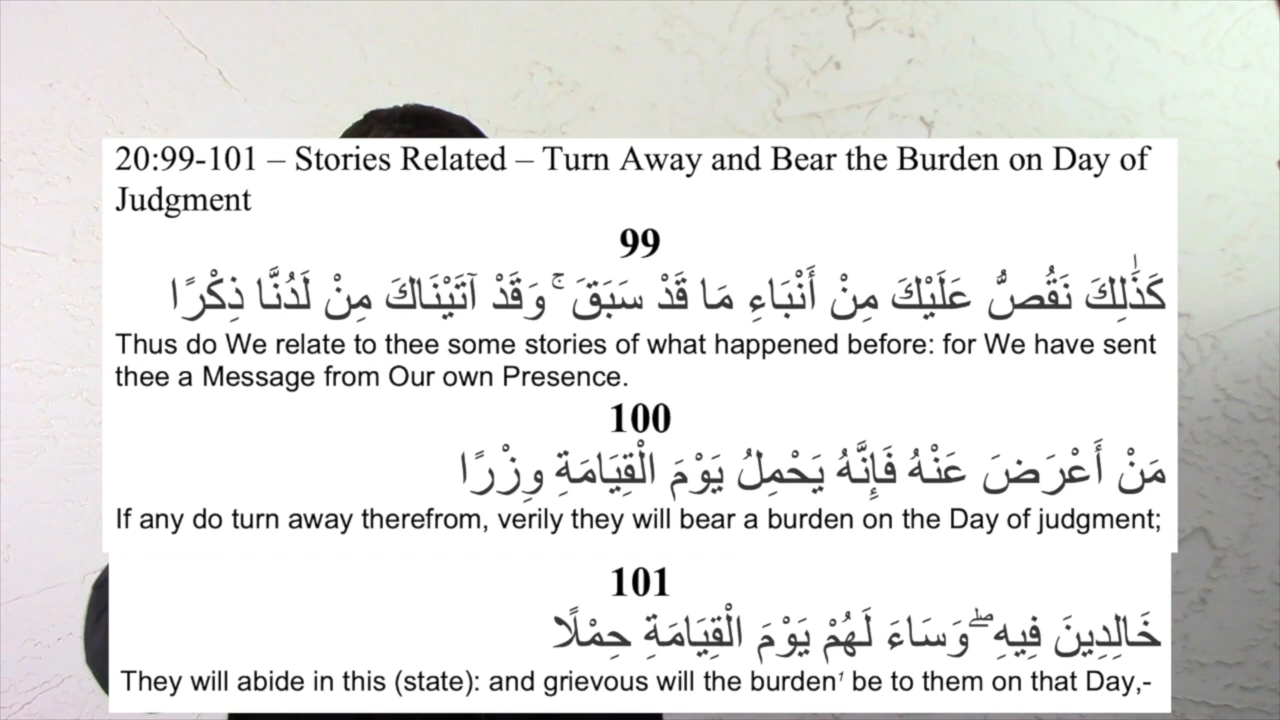 20:99-101 – Stories Related – Turn Away and Bear the Burden on Day of
Judgment
99
كَذَٰلِكَ نَقُصُّ عَلَيْكَ مِنْ أَنْبَاءِ مَا قَدْ سَبَقَ ۚ وَقَدْ آتَيْنَاكَ مِنْ لَدُنَّا ذِكْرًا
Thus do We relate to thee some stories of what happened before: for We have sent
thee a Message from Our own Presence.
100
مَنْ أَعْرَضَ عَنْهُ فَإِنَّهُ يَحْمِلُ يَوْمَ الْقِيَامَةِ وِزْرًا
If any do turn away therefrom, verily they will bear a burden on the Day of judgment;
101
خَالِدِينَ فِيهِ ۖ وَسَاءَ لَهُمْ يَوْمَ الْقِيَامَةِ حِمْلًا
They will abide in this (state): and grievous will the burden¹ be to them on that Day,-